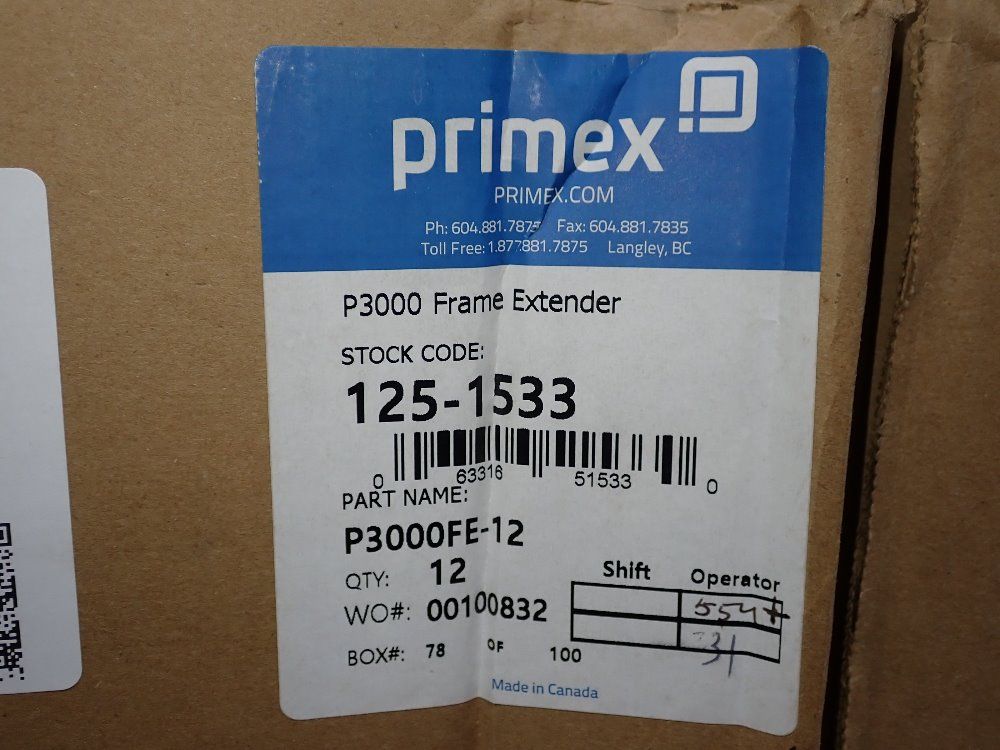 primex
PRIMEX.COM
Ph: 604.881.7875 Fax: 604.881.7835
Toll Free: 1.877.881.7875 Langley, BC
P3000 Frame Extender
STOCK CODE:
125-1533
0 63316 51533 0
PART NAME:
P3000FE-12
QTY: 12
WO#: 00100832
BOX#: 78 OF 100
Shift Operator
31
Made in Canada